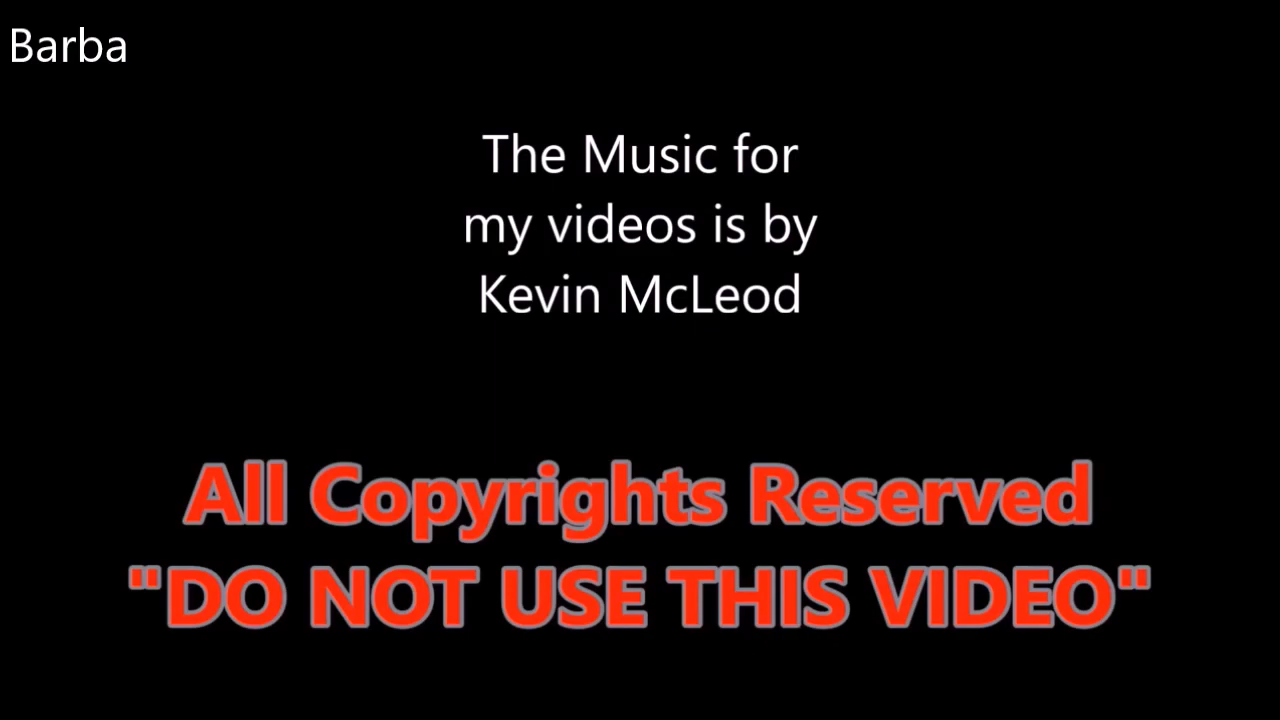 Barba
The Music for
my videos is by
Kevin McLeod
All Copyrights Reserved
"DO NOT USE THIS VIDEO"